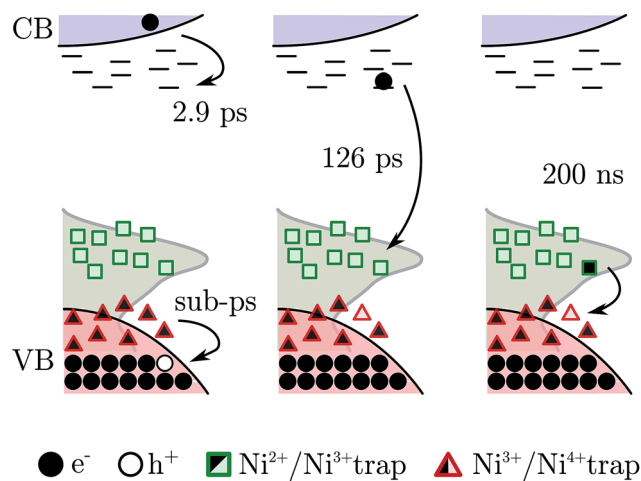 CB
2.9 ps
126 ps
200 ns
sub-ps
VB
e⁻ h⁺ Ni²⁺/Ni³⁺trap Ni³⁺/Ni⁴⁺trap